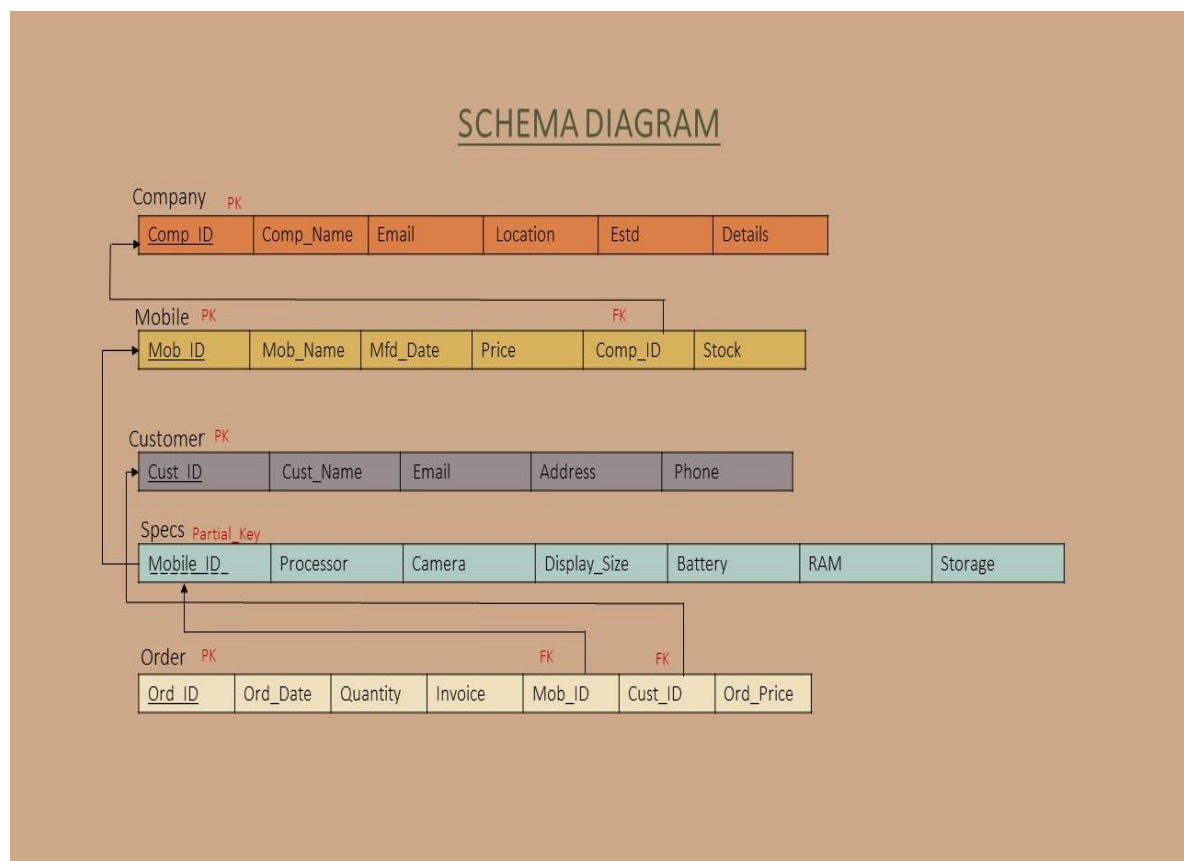 SCHEMA DIAGRAM
Company PK
Comp_ID Comp_Name Email Location Estd Details
Mobile PK FK
Mob_ID Mob_Name Mfd_Date Price Comp_ID Stock
Customer PK
Cust_ID Cust_Name Email Address Phone
Specs Partial_Key
Mobile_ID Processor Camera Display_Size Battery RAM Storage
Order PK FK FK
Ord_ID Ord_Date Quantity Invoice Mob_ID Cust_ID Ord_Price